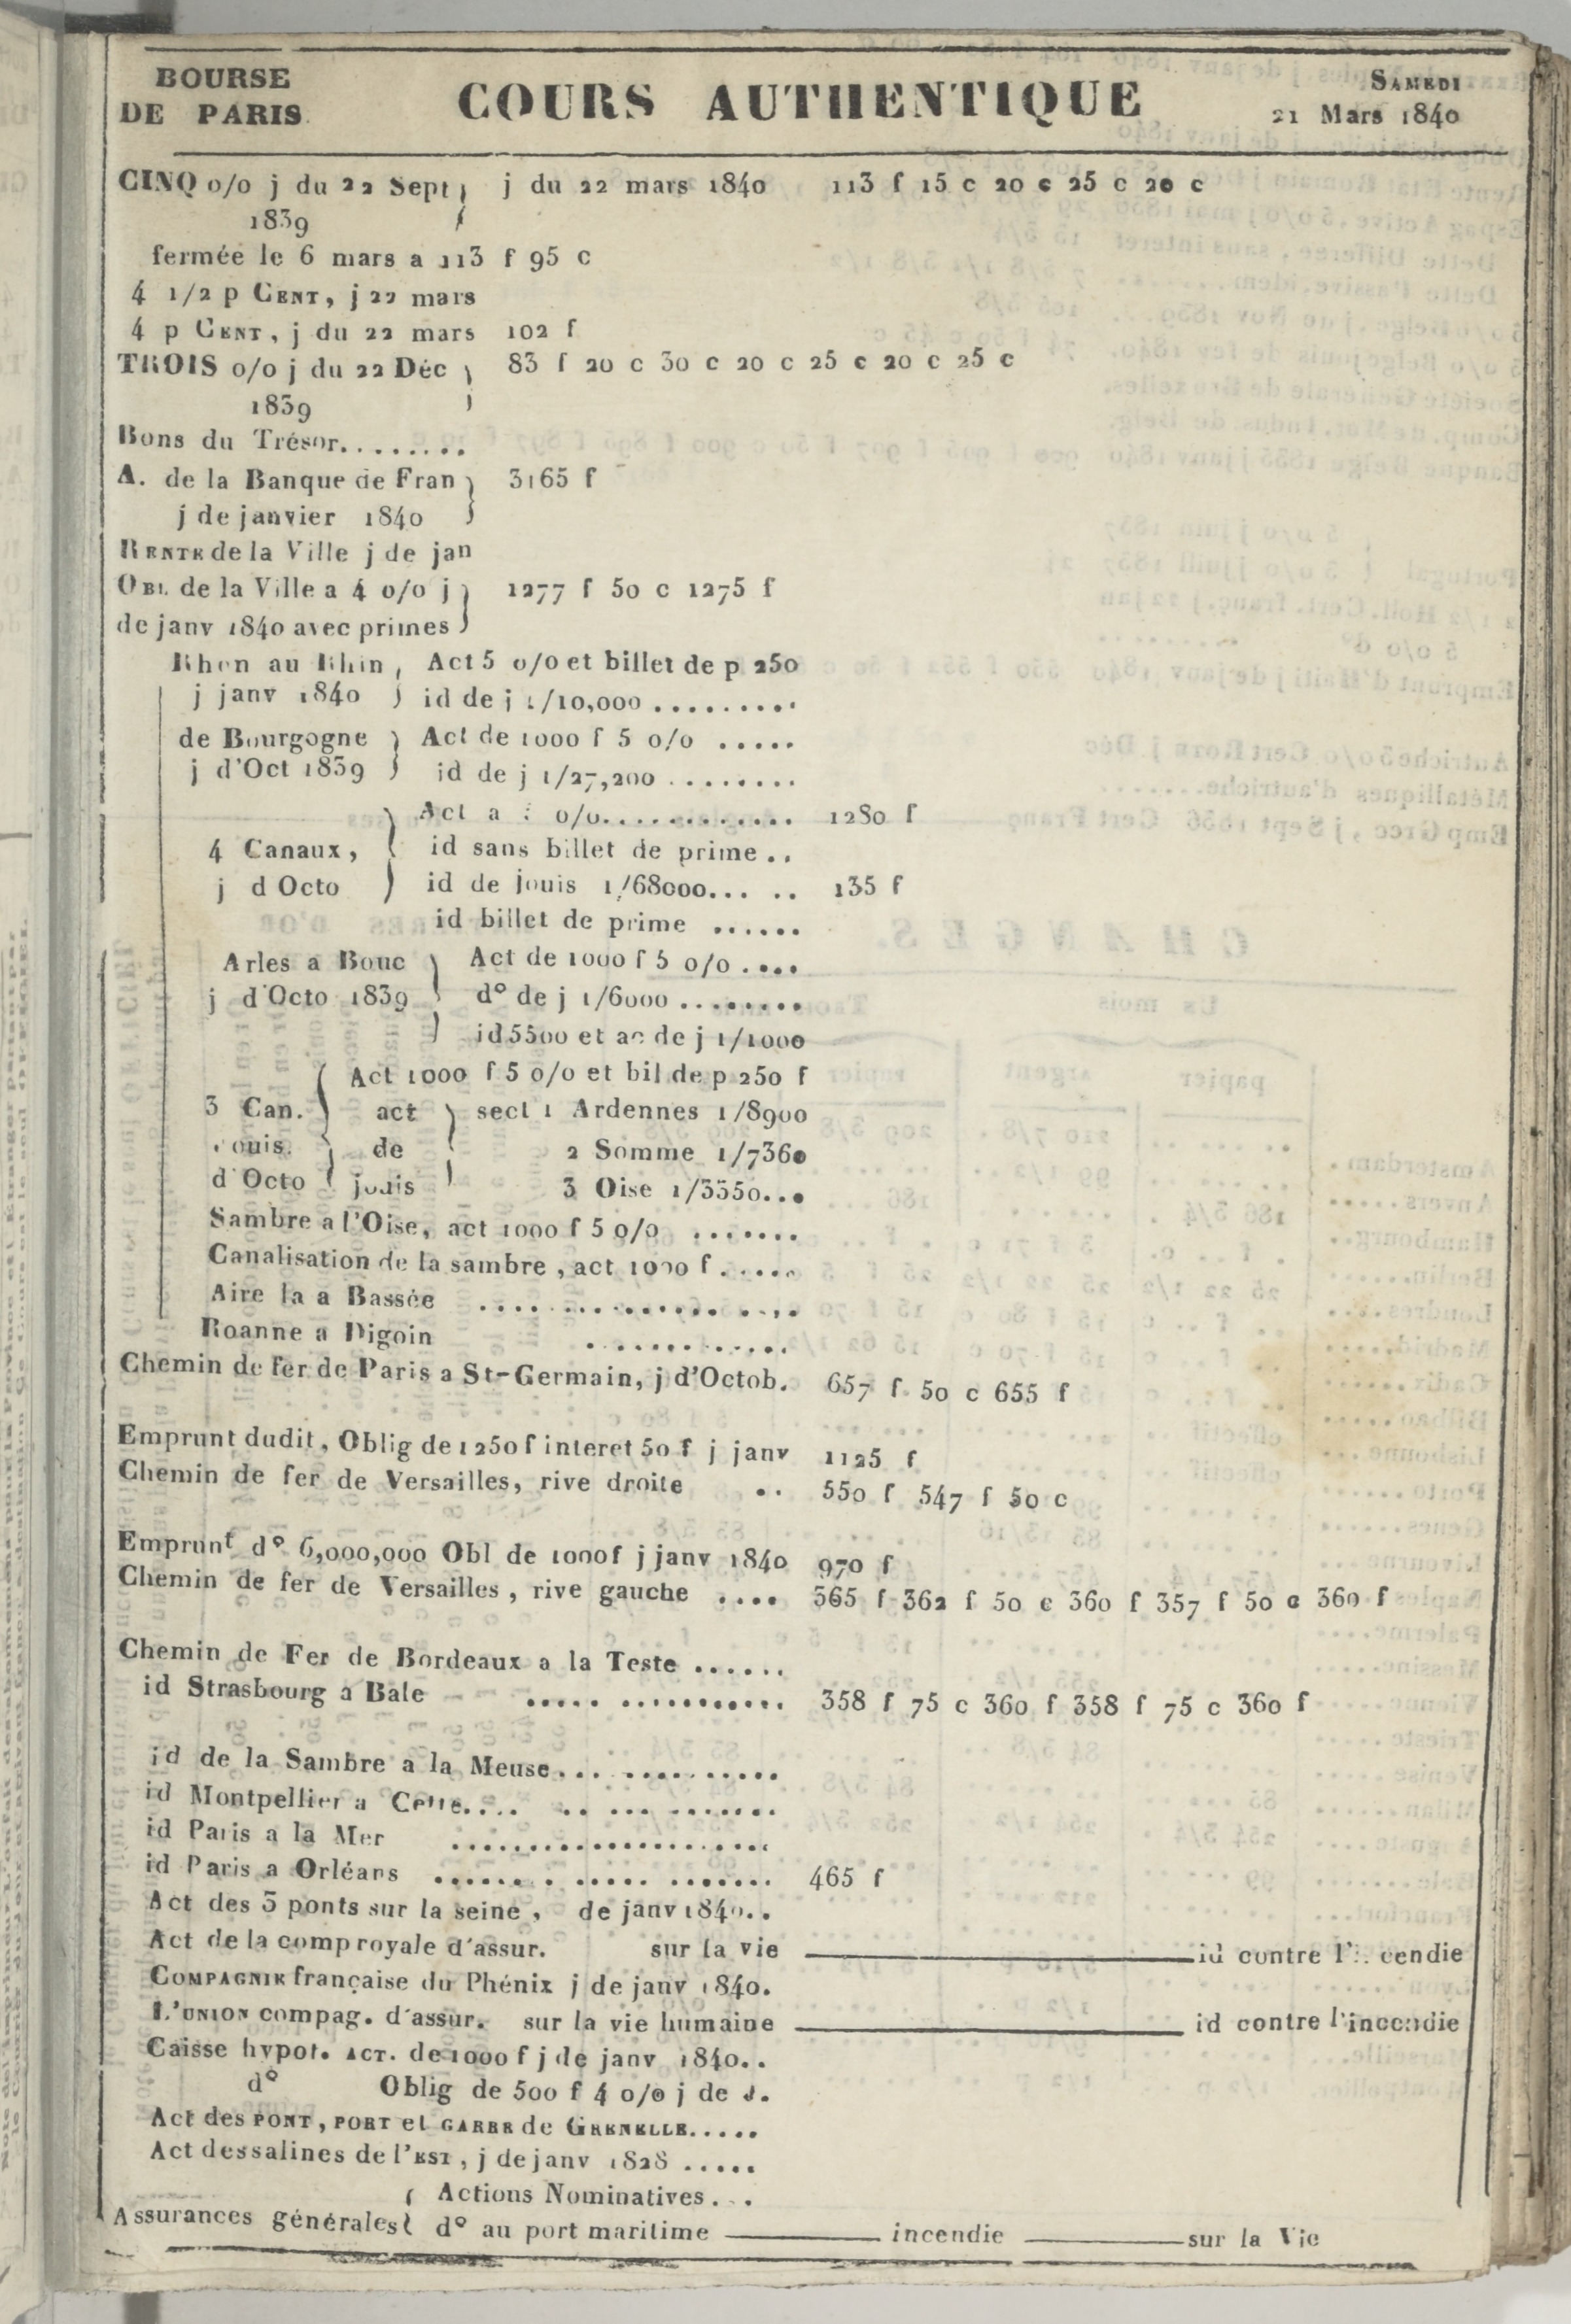 BOURSE
DE PARIS
COURS AUTHENTIQUE
SAMEDI
21 Mars 1840
CINQ o/o j du 22 Sept j du 22 mars 1840 113 f 15 c 20 c 25 c 20 c
1839
fermée le 6 mars a 113 f 95 c
4 1/2 p CENT, j 22 mars
4 p CENT, j du 22 mars 102 f
TROIS o/o j du 22 Déc 83 f 20 c 30 c 20 c 25 c 20 c 25 c
1839
Bons du Trésor........
A. de la Banque de Fran 3165 f
j de janvier 1840
RENTE de la Ville j de jan
OBL de la Ville a 4 o/o j 1277 f 50 c 1275 f
de janv 1840 avec primes
Rhon au Rhin, Act 5 o/o et billet de p 250
j janv 1840 id de j 1/10,000 .........
de Bourgogne Act de 1000 f 5 o/o .....
j d'Oct 1839 id de j 1/27,200 ........
Act a o/o............ 1280 f
4 Canaux, id sans billet de prime ..
j d Octo id de jouis 1/68000... .. 135 f
id billet de prime ......
Arles a Bouc Act de 1000 f 5 o/o ....
j d'Octo 1839 d° de j 1/6000 ........
id 5500 et ac de j 1/1000
Act 1000 f 5 o/o et bil de p 250 f
3 Can. act sect 1 Ardennes 1/8900
ouis. de 2 Somme 1/7360
d'Octo jouis 3 Oise 1/3550...
Sambre a l'Oise, act 1000 f 5 o/o .......
Canalisation de la sambre, act 1000 f.....
Aire la a Bassée ....................
Roanne a Digoin .............
Chemin de fer de Paris a St-Germain, j d'Octob. 657 f 50 c 655 f
Emprunt dudit, Oblig de 1250 f interet 50 f j janv 1125 f
Chemin de fer de Versailles, rive droite .. 550 f 547 f 50 c
Emprunt d° 6,000,000 Obl de 1000f j janv 1840 970 f
Chemin de fer de Versailles, rive gauche .... 365 f 362 f 50 c 360 f 357 f 50 c 360 f
Chemin de Fer de Bordeaux a la Teste ......
id Strasbourg a Bale ..... ........... 358 f 75 c 360 f 358 f 75 c 360 f
id de la Sambre a la Meuse... ..........
id Montpellier a Cette.... .. ... .......
id Paris a la Mer .....................
id Paris a Orléans ...... . ..... ....... 465 f
Act des 3 ponts sur la seine, de janv 1840..
Act de la comp royale d'assur. sur la vie id contre l'i cendie
COMPAGNIE française du Phénix j de janv 1840.
L'UNION compag. d'assur. sur la vie humaine id contre l'incendie
Caisse hypot. ACT. de 1000 f j de janv 1840..
d° Oblig de 500 f 4 o/o j de J.
Act des PONT, PORT et GARRE de GRENELLE.....
Act des salines de l'EST, j de janv 1828 .....
Actions Nominatives...
Assurances générales d° au port maritime incendie sur la Vie